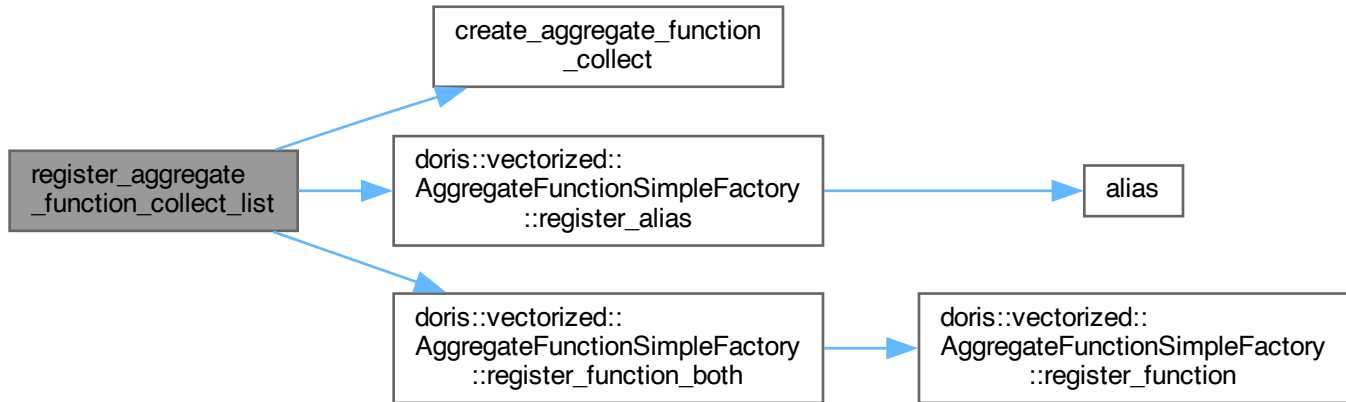 register_aggregate
_function_collect_list
create_aggregate_function
_collect
doris::vectorized::
AggregateFunctionSimpleFactory
::register_alias
alias
doris::vectorized::
AggregateFunctionSimpleFactory
::register_function_both
doris::vectorized::
AggregateFunctionSimpleFactory
::register_function